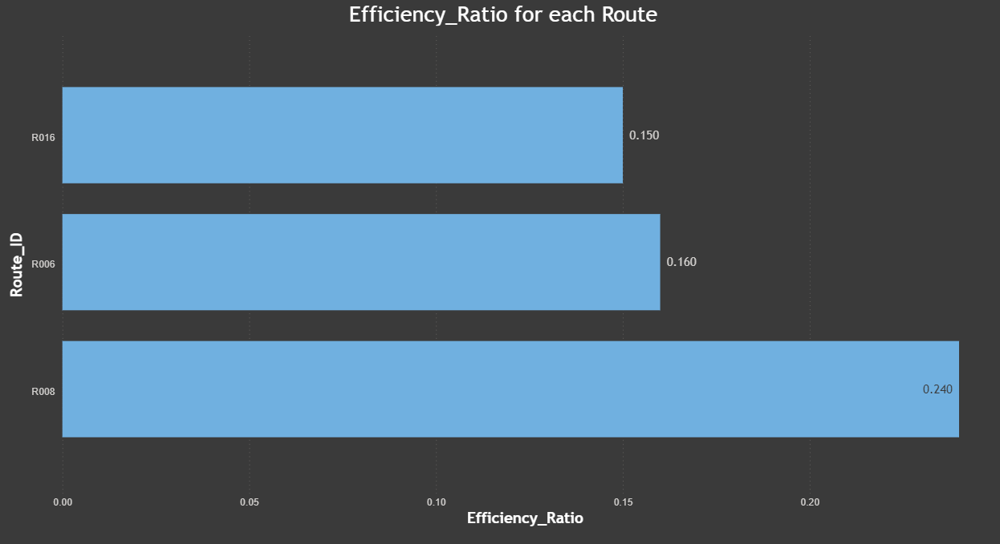 Efficiency_Ratio for each Route
R016
0.150
Route_ID
R006
0.160
R008
0.240
0.00 0.05 0.10 0.15 0.20
Efficiency_Ratio